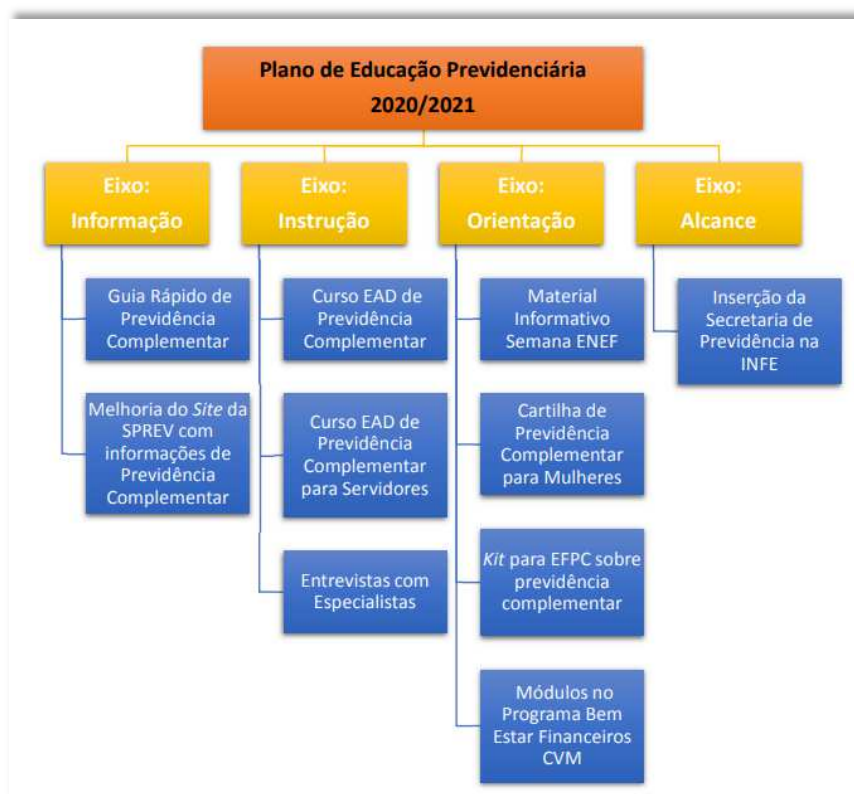 Plano de Educação Previdenciária
2020/2021
Eixo:
Informação
Guia Rápido de
Previdência
Complementar
Melhoria do Site da
SPREV com
informações de
Previdência
Complementar
Eixo:
Instrução
Curso EAD de
Previdência
Complementar
Curso EAD de
Previdência
Complementar
para Servidores
Entrevistas com
Especialistas
Eixo:
Orientação
Material
Informativo
Semana ENEF
Cartilha de
Previdência
Complementar
para Mulheres
Kit para EFPC sobre
previdência
complementar
Módulos no
Programa Bem
Estar Financeiros
CVM
Eixo:
Alcance
Inserção da
Secretaria de
Previdência na
INFE